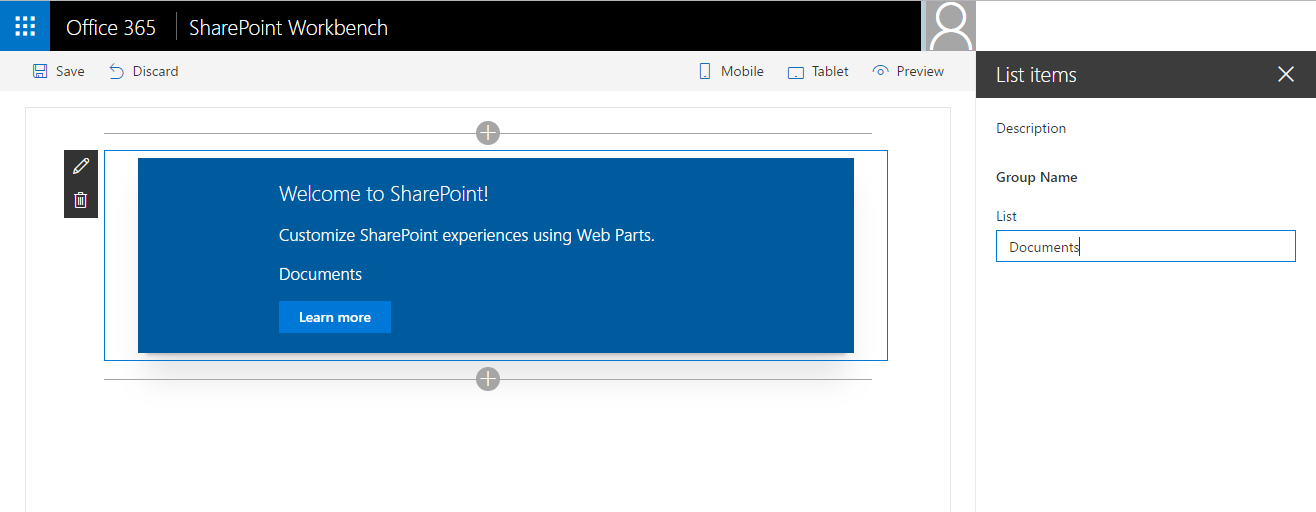 Office 365 SharePoint Workbench
Save Discard Mobile Tablet Preview
Welcome to SharePoint!
Customize SharePoint experiences using Web Parts.
Documents
Learn more
List items
Description
Group Name
List
Documents